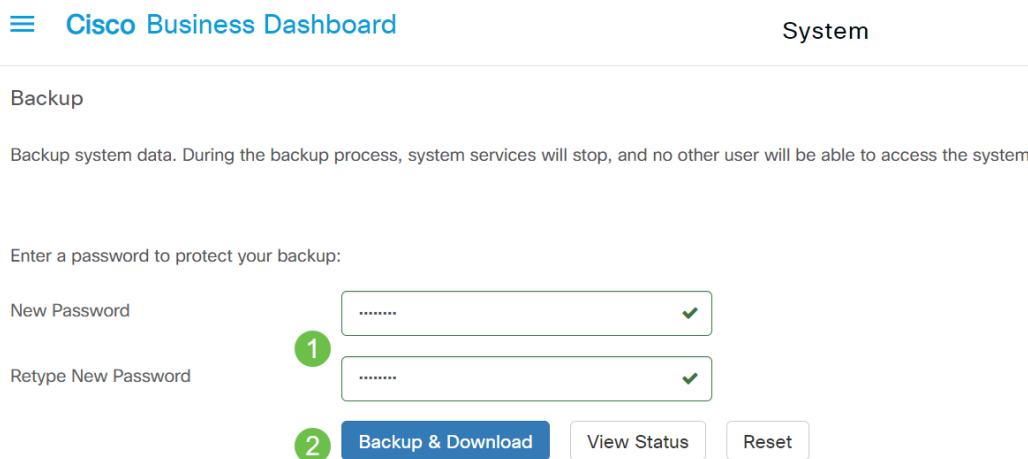 Cisco Business Dashboard
System
Backup
Backup system data. During the backup process, system services will stop, and no other user will be able to access the system
Enter a password to protect your backup:
New Password
........
1
Retype New Password
........
2
Backup & Download
View Status
Reset